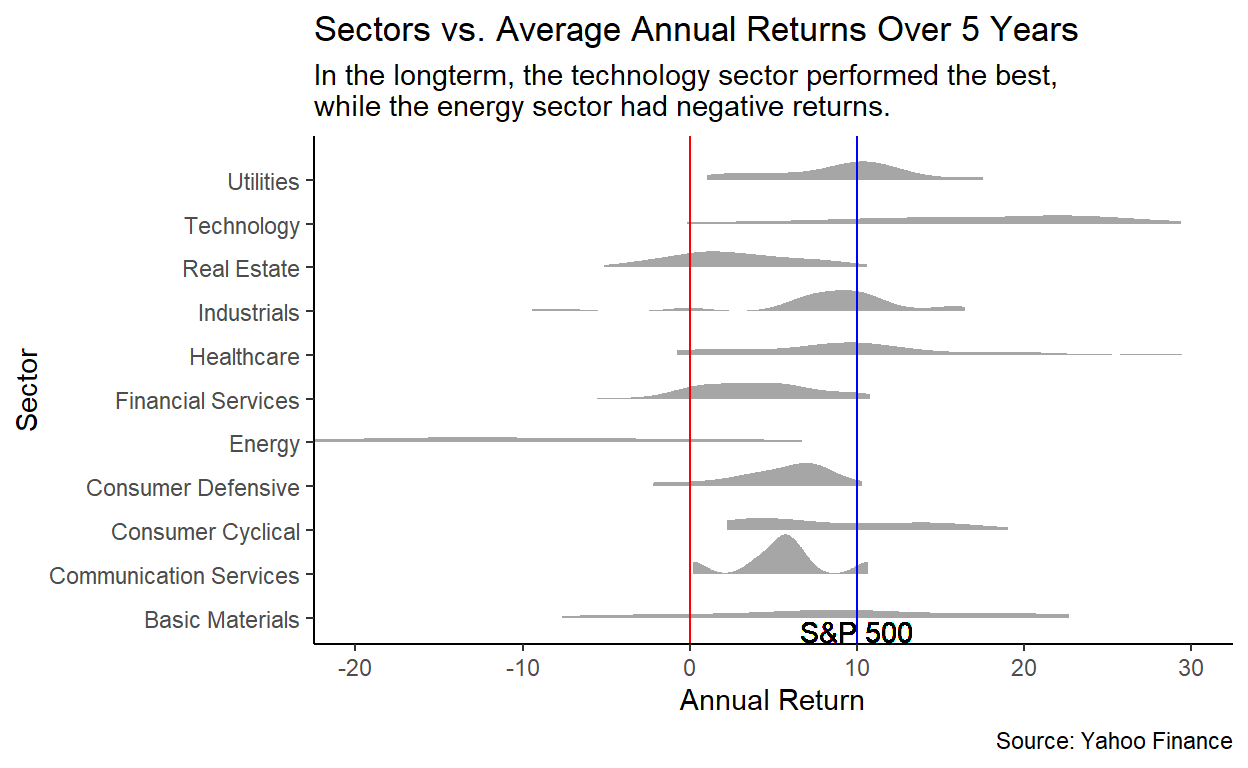 Sectors vs. Average Annual Returns Over 5 Years
In the longterm, the technology sector performed the best,
while the energy sector had negative returns.
Sector
Utilities
Technology
Real Estate
Industrials
Healthcare
Financial Services
Energy
Consumer Defensive
Consumer Cyclical
Communication Services
Basic Materials
S&P 500
-20 -10 0 10 20 30
Annual Return
Source: Yahoo Finance